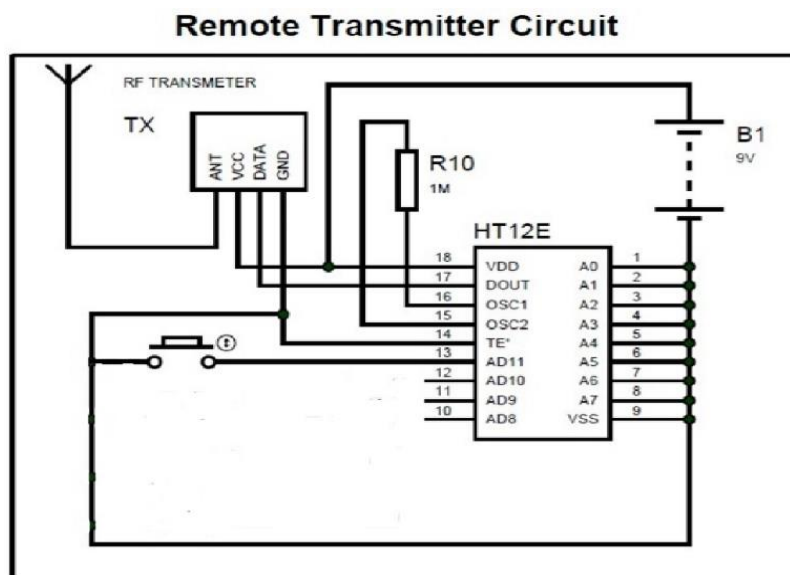 Remote Transmitter Circuit
RF TRANSMETER
TX
ANT
VCC
DATA
GND
R10
1M
B1
9V
HT12E
18 VDD A0 1
17 DOUT A1 2
16 OSC1 A2 3
15 OSC2 A3 4
14 TE* A4 5
13 AD11 A5 6
12 AD10 A6 7
11 AD9 A7 8
10 AD8 VSS 9